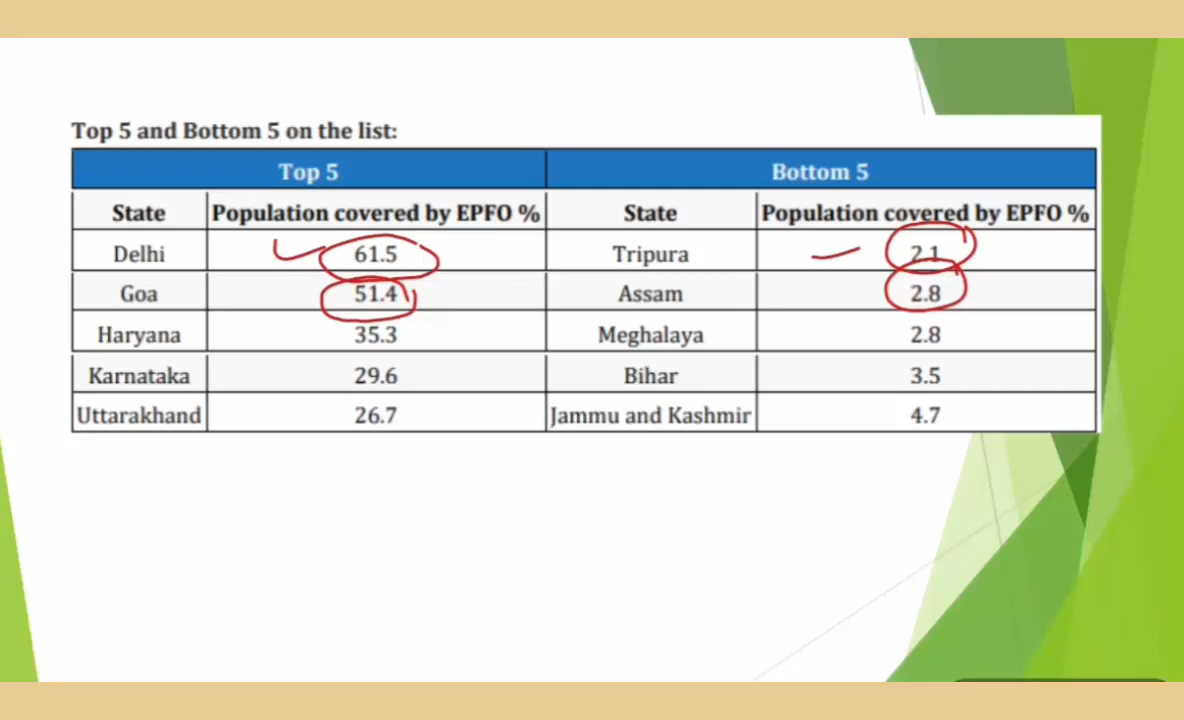 Top 5 and Bottom 5 on the list:
Top 5 Bottom 5
State Population covered by EPFO % State Population covered by EPFO %
Delhi 61.5 Tripura 2.1
Goa 51.4 Assam 2.8
Haryana 35.3 Meghalaya 2.8
Karnataka 29.6 Bihar 3.5
Uttarakhand 26.7 Jammu and Kashmir 4.7